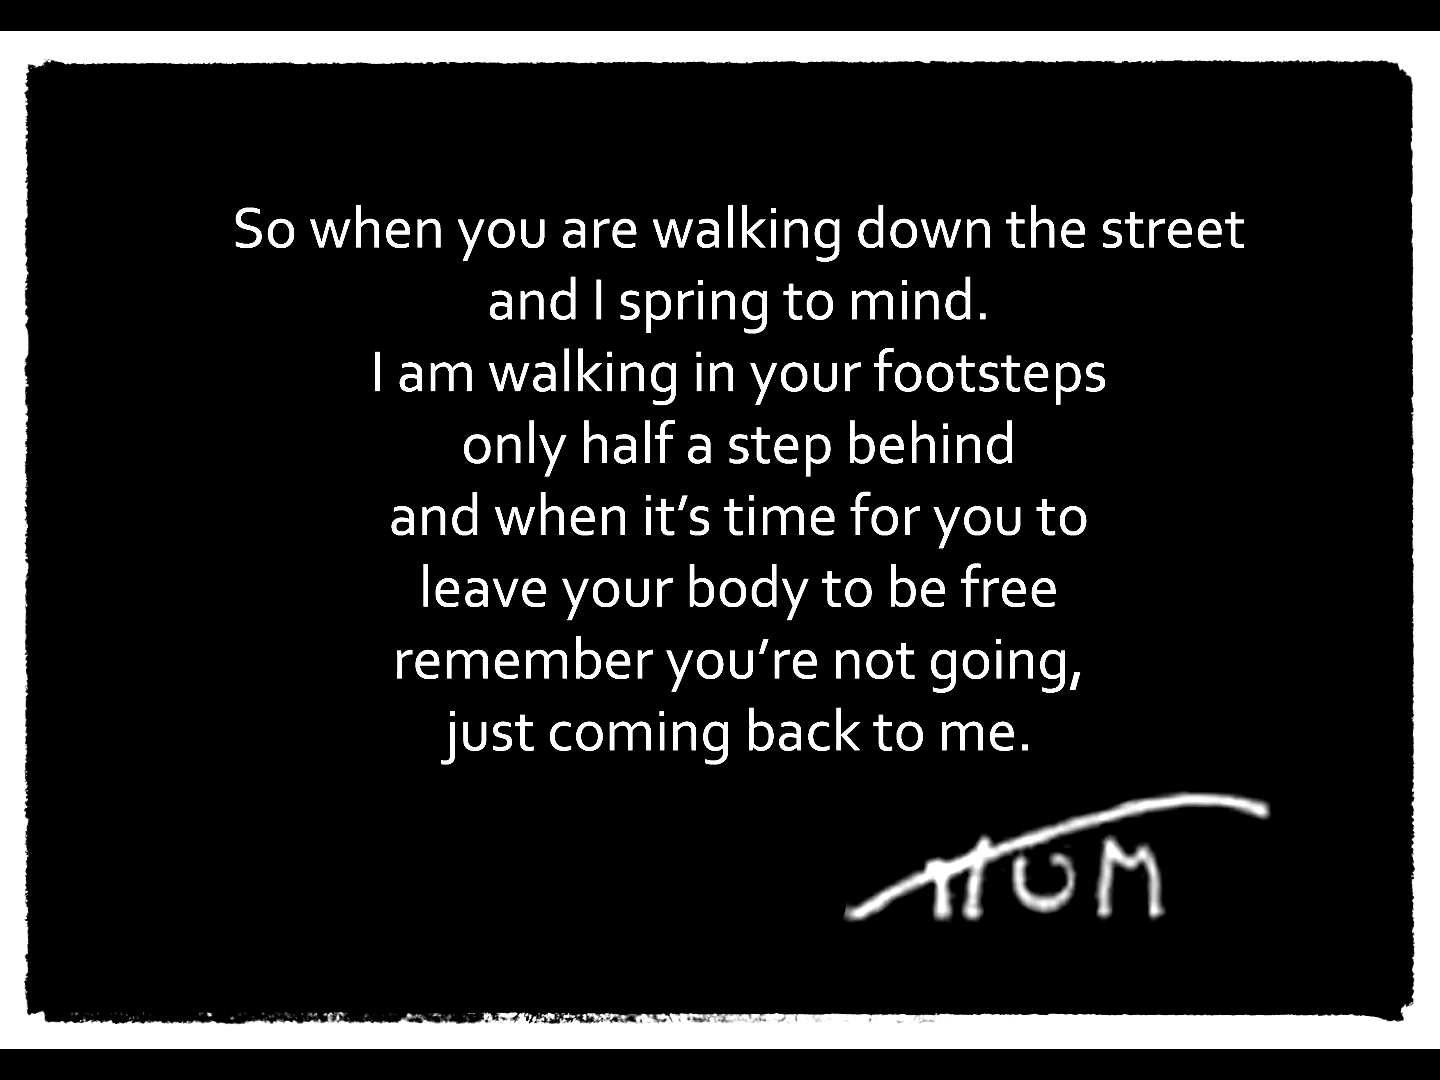 So when you are walking down the street
and I spring to mind.
I am walking in your footsteps
only half a step behind
and when it’s time for you to
leave your body to be free
remember you’re not going,
just coming back to me.